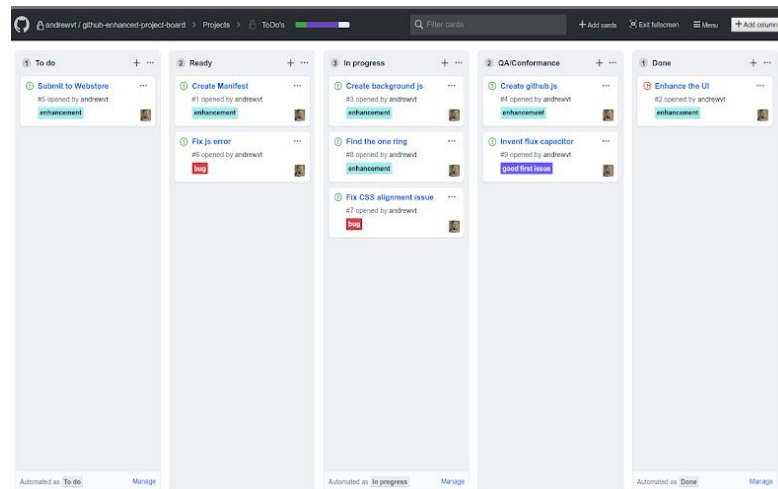 andrewvt / github-enhanced-project-board > Projects > ToDo's
Filter cards
+ Add cards
Exit fullscreen
Menu
+ Add column
1 To do
Submit to Webstore
#5 opened by andrewvt
enhancement
Automated as To do
Manage
2 Ready
Create Manifest
#1 opened by andrewvt
enhancement
Fix js error
#6 opened by andrewvt
bug
3 In progress
Create background js
#3 opened by andrewvt
enhancement
Find the one ring
#8 opened by andrewvt
enhancement
Fix CSS alignment issue
#7 opened by andrewvt
bug
Automated as In progress
Manage
2 QA/Conformance
Create github.js
#4 opened by andrewvt
enhancement
Invent flux capacitor
#9 opened by andrewvt
good first issue
1 Done
Enhance the UI
#2 opened by andrewvt
enhancement
Automated as Done
Manage